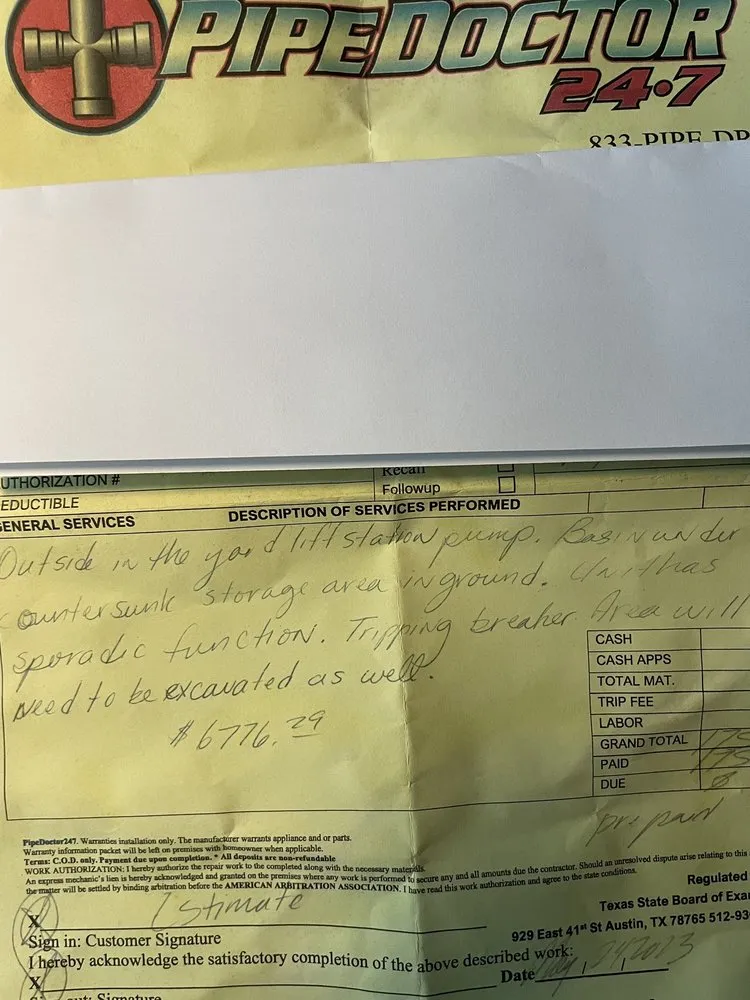 PIPEDOCTOR
24•7
833-PIPE DR
Recall
UTHORIZATION #
Followup
EDUCTIBLE
GENERAL SERVICES
DESCRIPTION OF SERVICES PERFORMED
Outside in the yard lift station pump. Basin under
countersunk storage area in ground. Unit has
sporadic function. Tripping breaker. Area will
need to be excavated as well.
$6776.29
CASH
CASH APPS
TOTAL MAT.
TRIP FEE
LABOR
GRAND TOTAL 175
PAID 175
DUE
prepaid
PipeDoctor247. Warranties installation only. The manufacturer warrants appliance and or parts.
Warranty information packet will be left on premises with homeowner when applicable.
Terms: C.O.D. only. Payment due upon completion. * All deposits are non-refundable
WORK AUTHORIZATION: I hereby authorize the repair work to the completed along with the necessary materials.
An express mechanic's lien is hereby acknowledged and granted on the premises where any work is performed to secure any and all amounts due the contractor. Should an unresolved dispute arise relating to this
the matter will be settled by binding arbitration before the AMERICAN ARBITRATION ASSOCIATION. I have read this work authorization and agree to the state conditions.
Regulated
Texas State Board of Exa
929 East 41st St Austin, TX 78765 512-93
X Estimate
Sign in: Customer Signature
I hereby acknowledge the satisfactory completion of the above described work:
X
Date May, 24, 2023
out: Signature